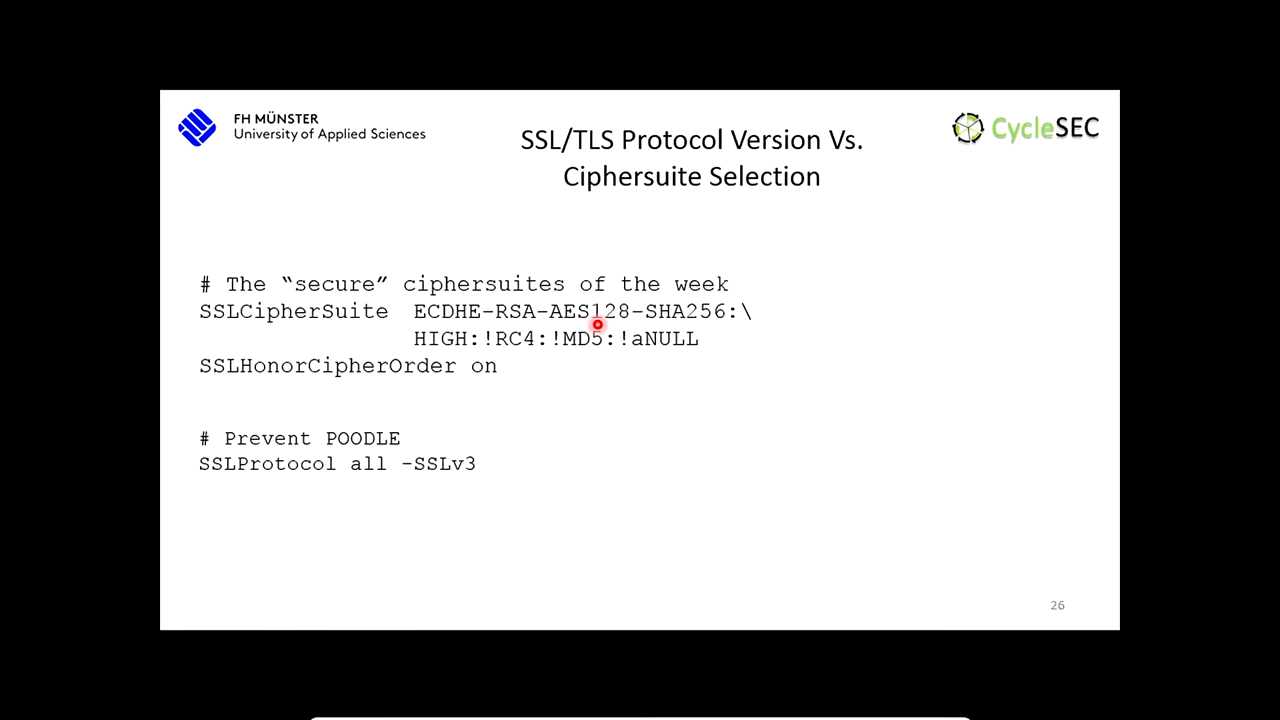 FH MÜNSTER
University of Applied Sciences
CycleSEC
SSL/TLS Protocol Version Vs.
Ciphersuite Selection
# The “secure” ciphersuites of the week
SSLCipherSuite ECDHE-RSA-AES128-SHA256:\
HIGH:!RC4:!MD5:!aNULL
SSLHonorCipherOrder on
# Prevent POODLE
SSLProtocol all -SSLv3
26